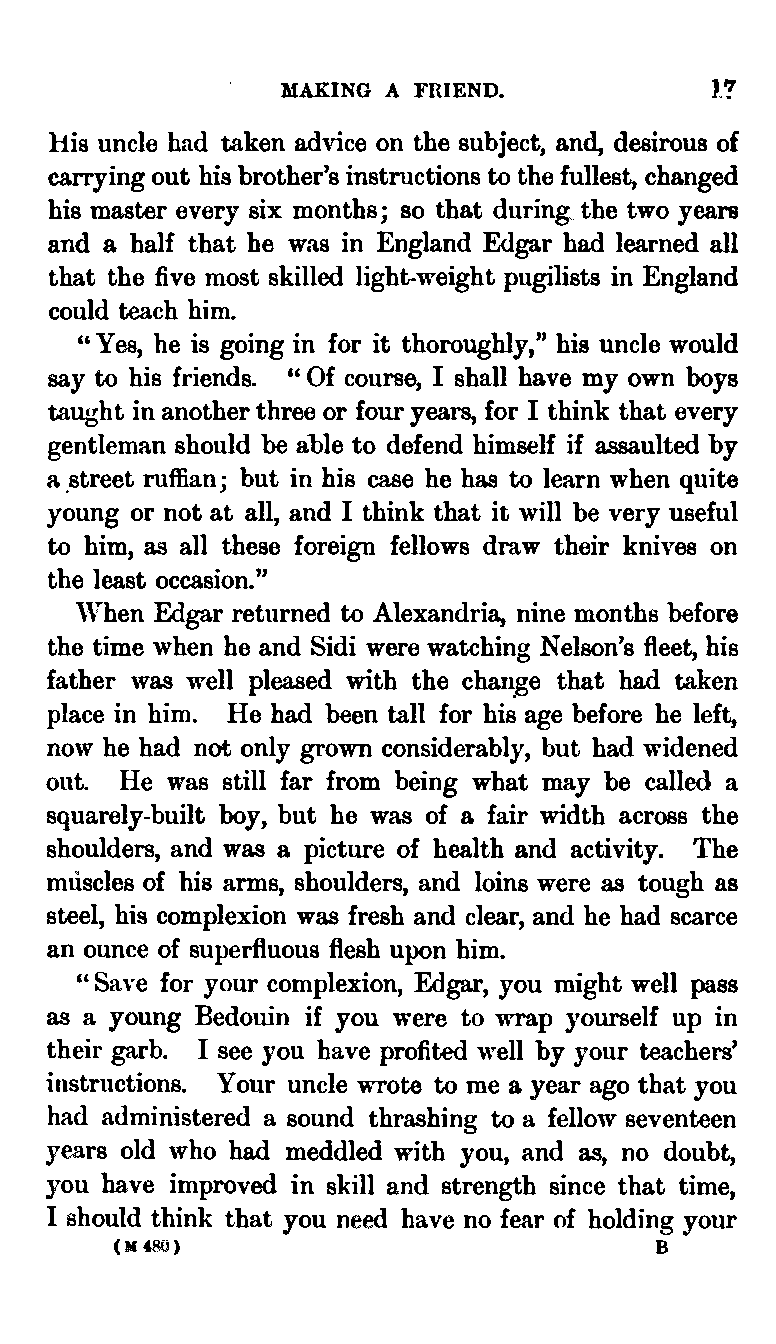 MAKING A FRIEND. 17
His uncle had taken advice on the subject, and, desirous of
carrying out his brother's instructions to the fullest, changed
his master every six months; so that during the two years
and a half that he was in England Edgar had learned all
that the five most skilled light-weight pugilists in England
could teach him.
"Yes, he is going in for it thoroughly," his uncle would
say to his friends. "Of course, I shall have my own boys
taught in another three or four years, for I think that every
gentleman should be able to defend himself if assaulted by
a street ruffian; but in his case he has to learn when quite
young or not at all, and I think that it will be very useful
to him, as all these foreign fellows draw their knives on
the least occasion."
When Edgar returned to Alexandria, nine months before
the time when he and Sidi were watching Nelson's fleet, his
father was well pleased with the change that had taken
place in him. He had been tall for his age before he left,
now he had not only grown considerably, but had widened
out. He was still far from being what may be called a
squarely-built boy, but he was of a fair width across the
shoulders, and was a picture of health and activity. The
muscles of his arms, shoulders, and loins were as tough as
steel, his complexion was fresh and clear, and he had scarce
an ounce of superfluous flesh upon him.
"Save for your complexion, Edgar, you might well pass
as a young Bedouin if you were to wrap yourself up in
their garb. I see you have profited well by your teachers'
instructions. Your uncle wrote to me a year ago that you
had administered a sound thrashing to a fellow seventeen
years old who had meddled with you, and as, no doubt,
you have improved in skill and strength since that time,
I should think that you need have no fear of holding your
(M 480) B